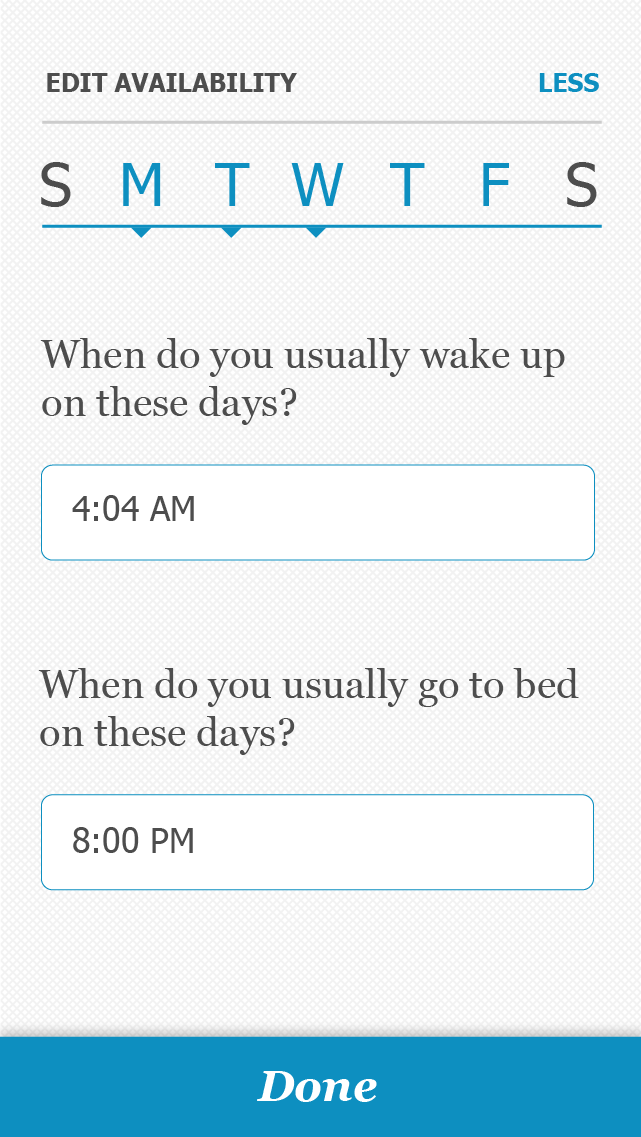 EDIT AVAILABILITY LESS
S M T W T F S
When do you usually wake up
on these days?
4:04 AM
When do you usually go to bed
on these days?
8:00 PM
Done